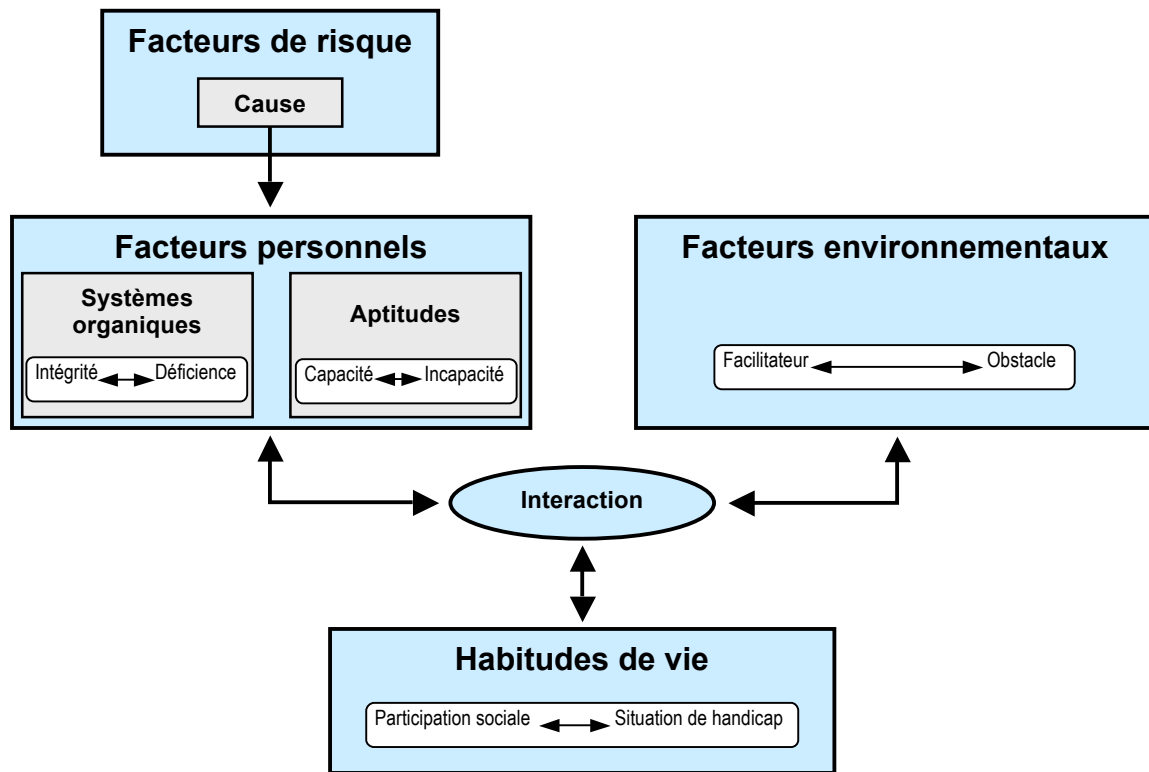 Facteurs de risque
Cause
Facteurs personnels
Systèmes
organiques
Intégrité Déficience
Aptitudes
Capacité Incapacité
Facteurs environnementaux
Facilitateur Obstacle
Interaction
Habitudes de vie
Participation sociale Situation de handicap